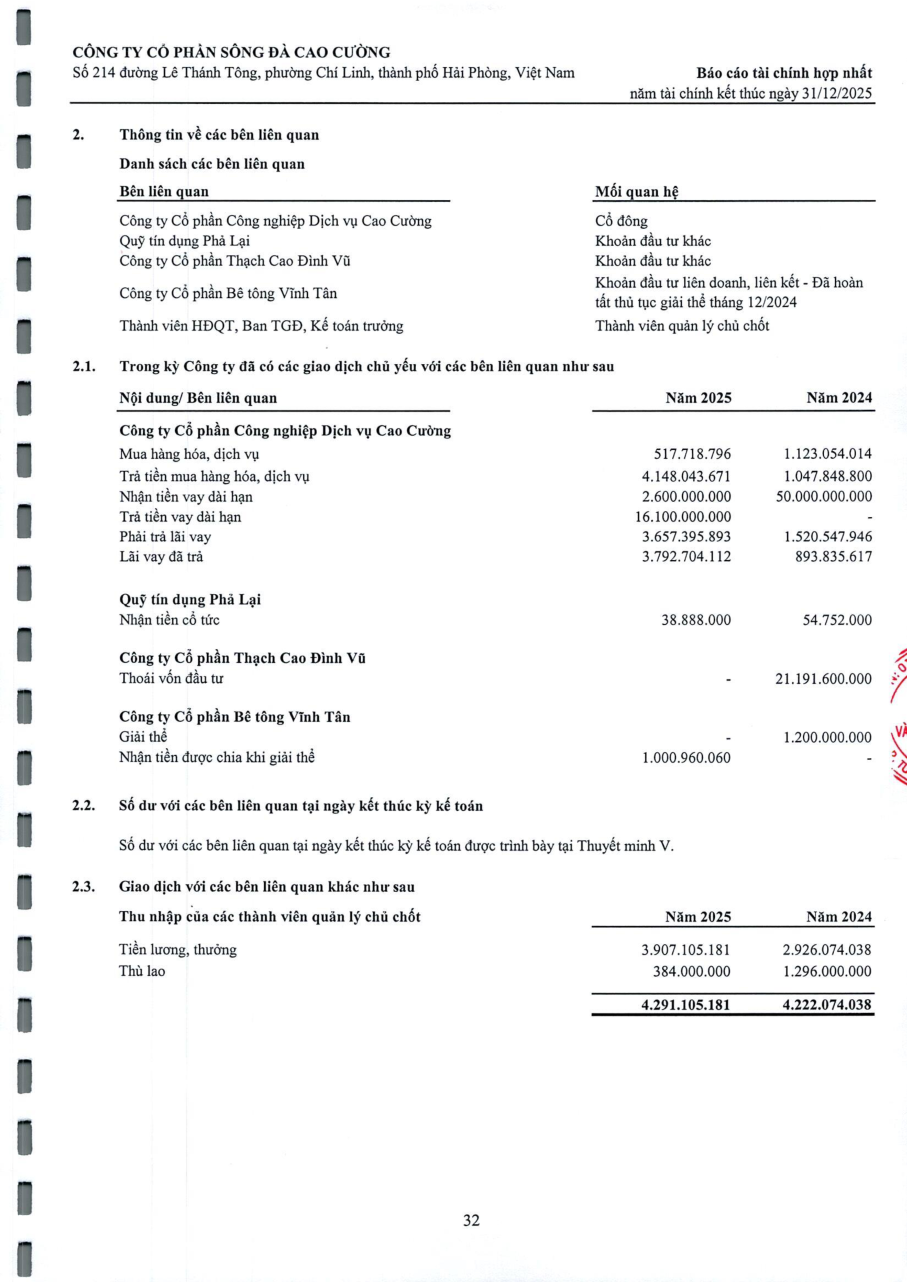 CÔNG TY CỔ PHẦN SÔNG ĐÀ CAO CƯỜNG
Số 214 đường Lê Thánh Tông, phường Chí Linh, thành phố Hải Phòng, Việt Nam
Báo cáo tài chính hợp nhất
năm tài chính kết thúc ngày 31/12/2025
2. Thông tin về các bên liên quan
Danh sách các bên liên quan
Bên liên quan Mối quan hệ
Công ty Cổ phần Công nghiệp Dịch vụ Cao Cường Cổ đông
Quỹ tín dụng Phả Lại Khoản đầu tư khác
Công ty Cổ phần Thạch Cao Đình Vũ Khoản đầu tư khác
Công ty Cổ phần Bê tông Vĩnh Tân Khoản đầu tư liên doanh, liên kết - Đã hoàn
tất thủ tục giải thể tháng 12/2024
Thành viên HĐQT, Ban TGĐ, Kế toán trưởng Thành viên quản lý chủ chốt
2.1. Trong kỳ Công ty đã có các giao dịch chủ yếu với các bên liên quan như sau
Nội dung/ Bên liên quan Năm 2025 Năm 2024
Công ty Cổ phần Công nghiệp Dịch vụ Cao Cường
Mua hàng hóa, dịch vụ 517.718.796 1.123.054.014
Trả tiền mua hàng hóa, dịch vụ 4.148.043.671 1.047.848.800
Nhận tiền vay dài hạn 2.600.000.000 50.000.000.000
Trả tiền vay dài hạn 16.100.000.000 -
Phải trả lãi vay 3.657.395.893 1.520.547.946
Lãi vay đã trả 3.792.704.112 893.835.617
Quỹ tín dụng Phả Lại
Nhận tiền cổ tức 38.888.000 54.752.000
Công ty Cổ phần Thạch Cao Đình Vũ
Thoái vốn đầu tư - 21.191.600.000
Công ty Cổ phần Bê tông Vĩnh Tân
Giải thể - 1.200.000.000
Nhận tiền được chia khi giải thể 1.000.960.060 -
2.2. Số dư với các bên liên quan tại ngày kết thúc kỳ kế toán
Số dư với các bên liên quan tại ngày kết thúc kỳ kế toán được trình bày tại Thuyết minh V.
2.3. Giao dịch với các bên liên quan khác như sau
Thu nhập của các thành viên quản lý chủ chốt Năm 2025 Năm 2024
Tiền lương, thưởng 3.907.105.181 2.926.074.038
Thù lao 384.000.000 1.296.000.000
4.291.105.181 4.222.074.038
32